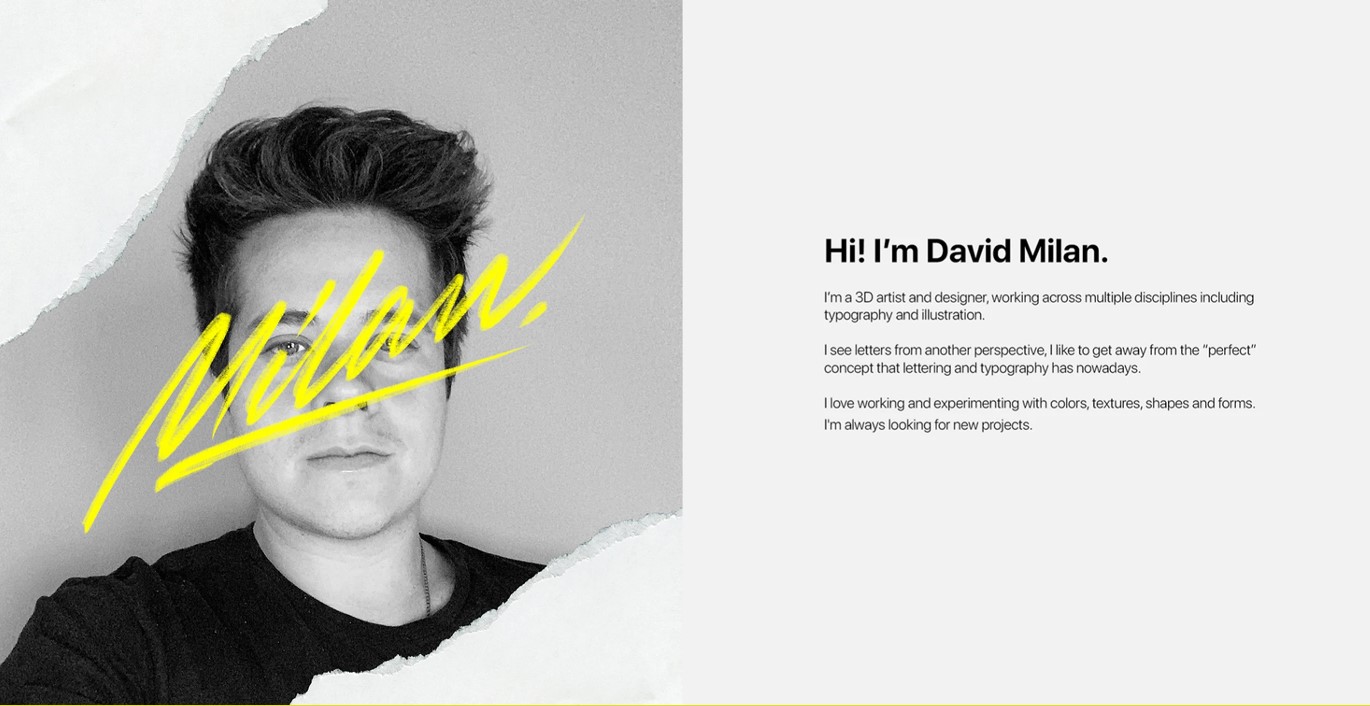 Milan.
Hi! I’m David Milan.
I’m a 3D artist and designer, working across multiple disciplines including
typography and illustration.
I see letters from another perspective, I like to get away from the “perfect”
concept that lettering and typography has nowadays.
I love working and experimenting with colors, textures, shapes and forms.
I'm always looking for new projects.